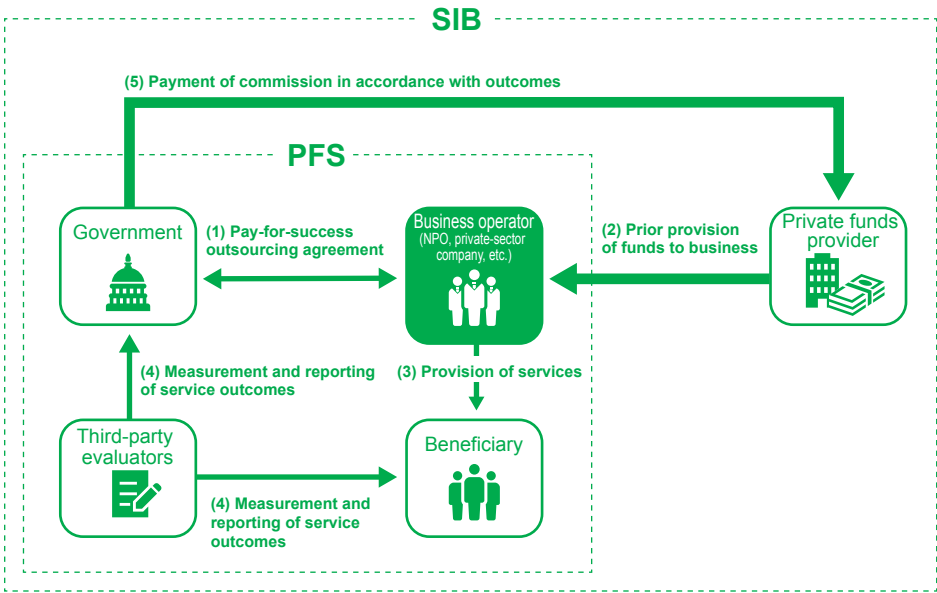 SIB
(5) Payment of commission in accordance with outcomes
PFS
Government
(1) Pay-for-success
outsourcing agreement
Business operator
(NPO, private-sector
company, etc.)
(2) Prior provision
of funds to business
Private funds
provider
(4) Measurement and reporting
of service outcomes
(3) Provision of services
Third-party
evaluators
Beneficiary
(4) Measurement and
reporting of service
outcomes